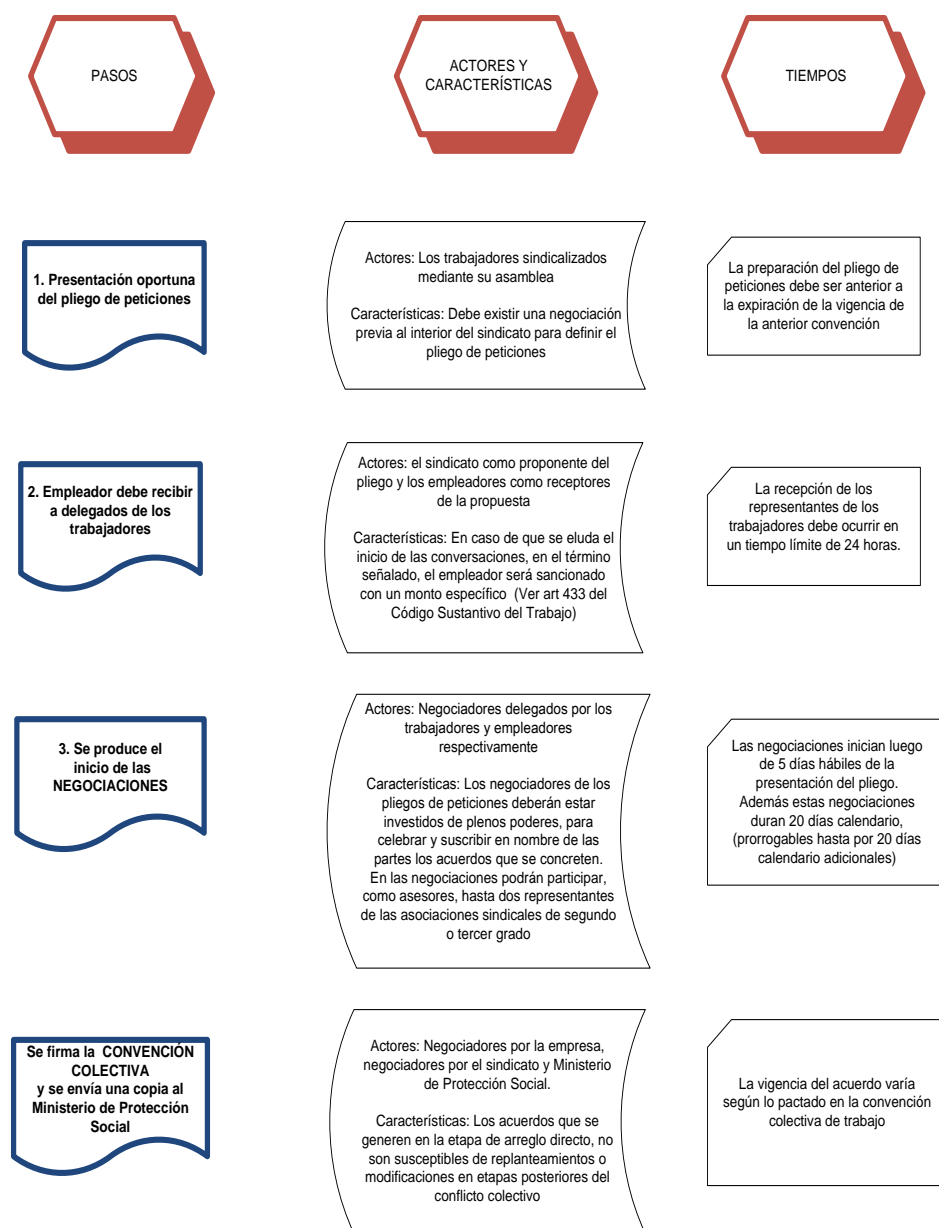 PASOS
ACTORES Y
CARACTERÍSTICAS
TIEMPOS
1. Presentación oportuna
del pliego de peticiones
Actores: Los trabajadores sindicalizados
mediante su asamblea
Características: Debe existir una negociación
previa al interior del sindicato para definir el
pliego de peticiones
La preparación del pliego de
peticiones debe ser anterior a
la expiración de la vigencia de
la anterior convención
2. Empleador debe recibir
a delegados de los
trabajadores
Actores: el sindicato como proponente del
pliego y los empleadores como receptores
de la propuesta
Características: En caso de que se eluda el
inicio de las conversaciones, en el término
señalado, el empleador será sancionado
con un monto específico (Ver art 433 del
Código Sustantivo del Trabajo)
La recepción de los
representantes de los
trabajadores debe ocurrir en
un tiempo límite de 24 horas.
3. Se produce el
inicio de las
NEGOCIACIONES
Actores: Negociadores delegados por los
trabajadores y empleadores
respectivamente
Características: Los negociadores de los
pliegos de peticiones deberán estar
investidos de plenos poderes, para
celebrar y suscribir en nombre de las
partes los acuerdos que se concreten.
En las negociaciones podrán participar,
como asesores, hasta dos representantes
de las asociaciones sindicales de segundo
o tercer grado
Las negociaciones inician luego
de 5 días hábiles de la
presentación del pliego.
Además estas negociaciones
duran 20 días calendario,
(prorrogables hasta por 20 días
calendario adicionales)
Se firma la CONVENCIÓN
COLECTIVA
y se envía una copia al
Ministerio de Protección
Social
Actores: Negociadores por la empresa,
negociadores por el sindicato y Ministerio
de Protección Social.
Características: Los acuerdos que se
generen en la etapa de arreglo directo, no
son susceptibles de replanteamientos o
modificaciones en etapas posteriores del
conflicto colectivo
La vigencia del acuerdo varía
según lo pactado en la convención
colectiva de trabajo